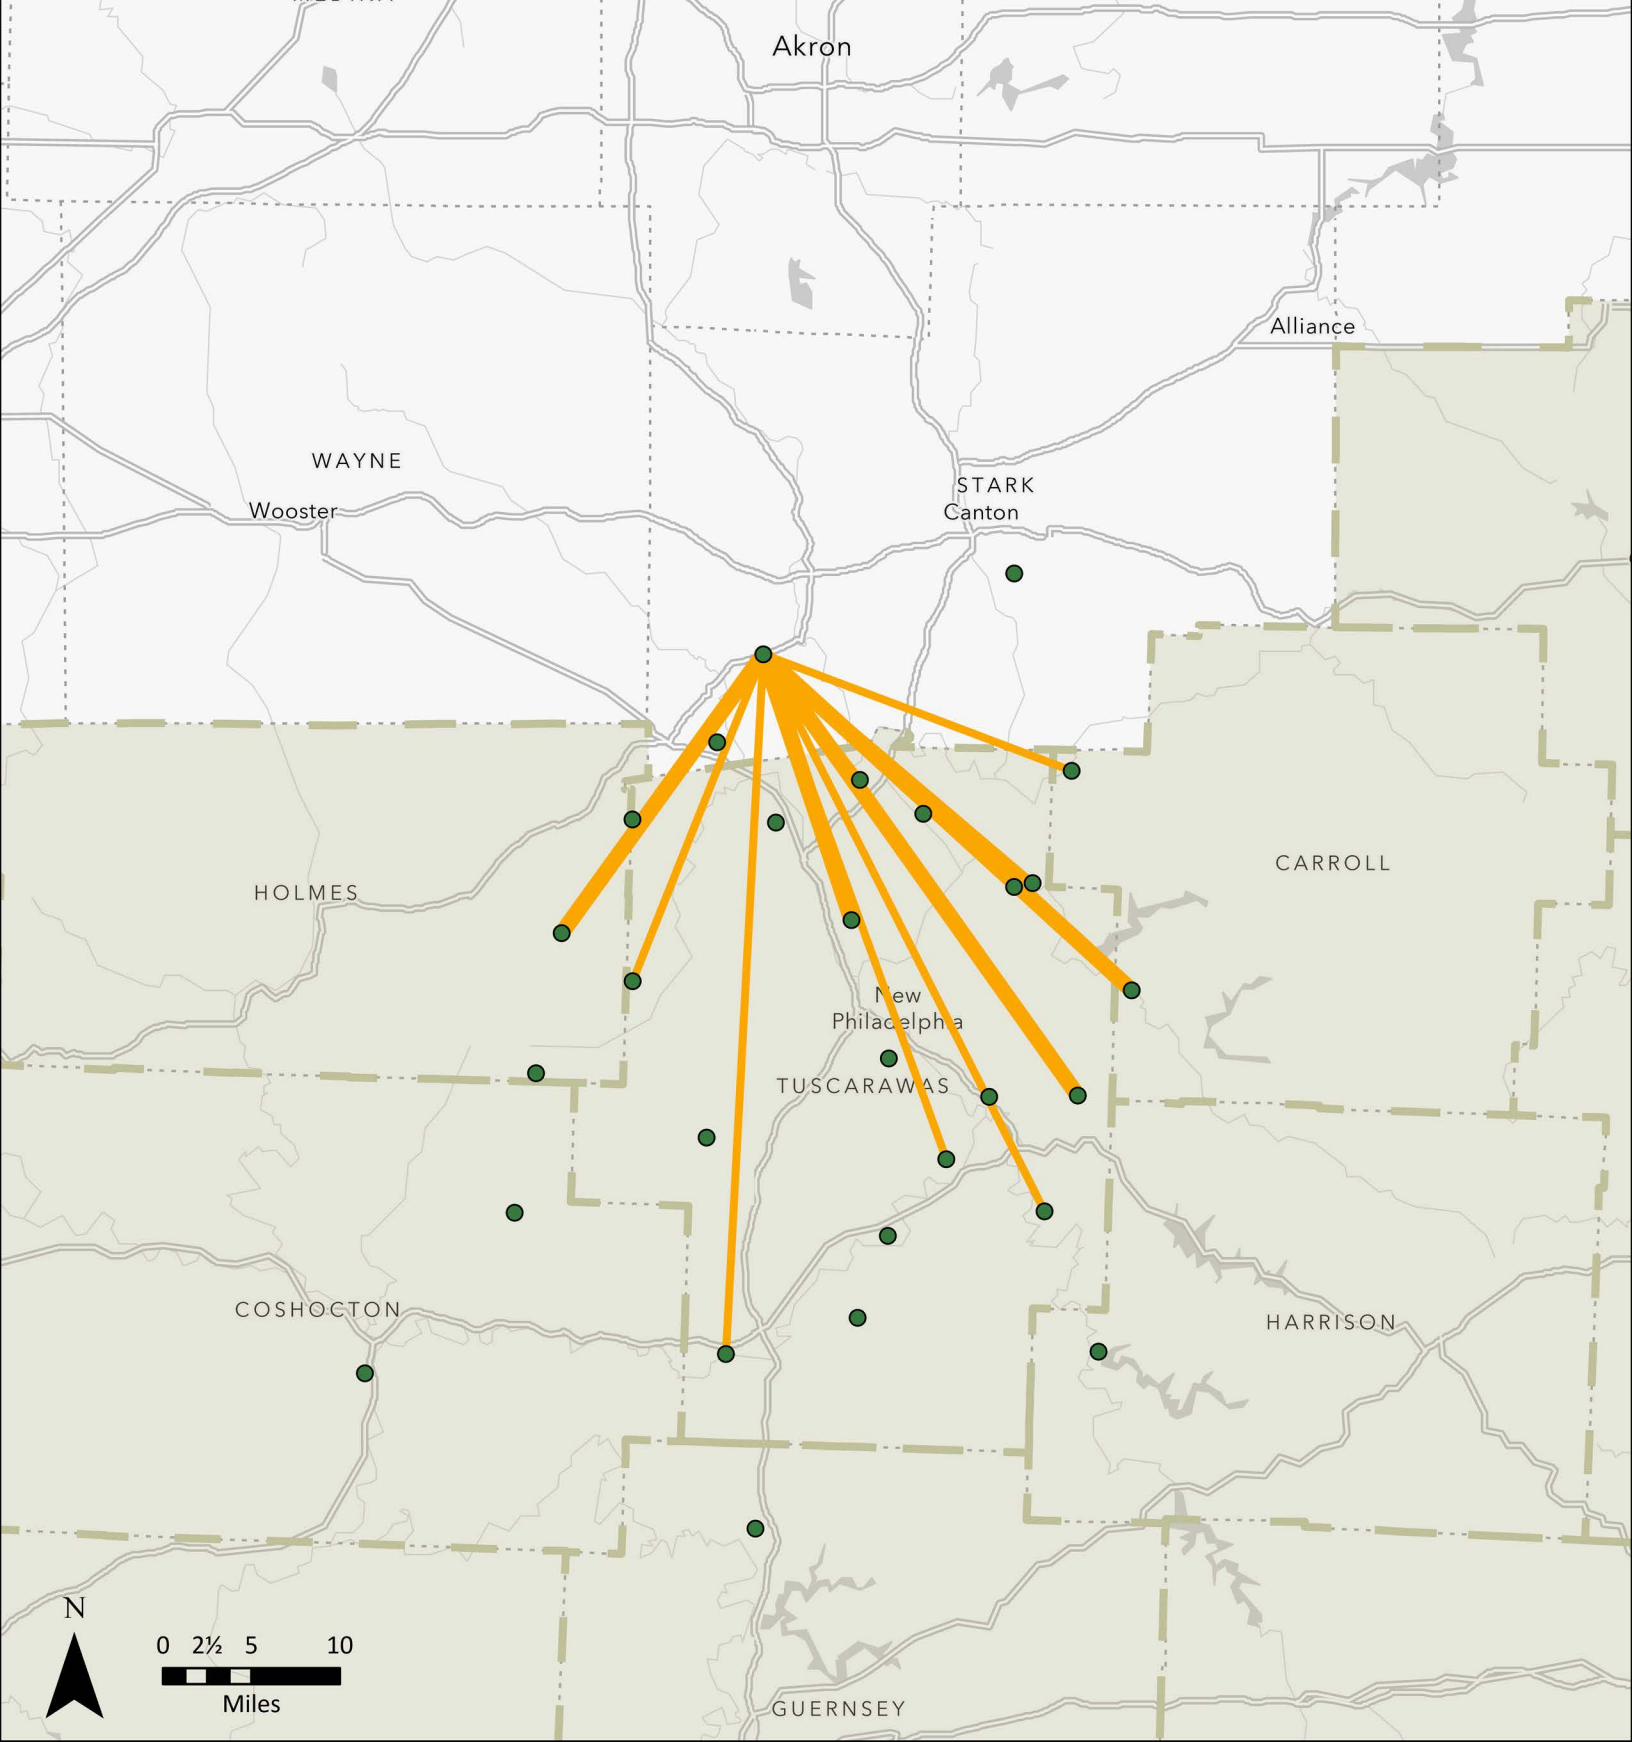 MEDINA
Akron
Alliance
WAYNE
STARK
Wooster
Canton
CARROLL
HOLMES
New
Philadelphia
TUSCARAWAS
COSHOCTON
HARRISON
N
0 2½ 5 10
Miles
GUERNSEY